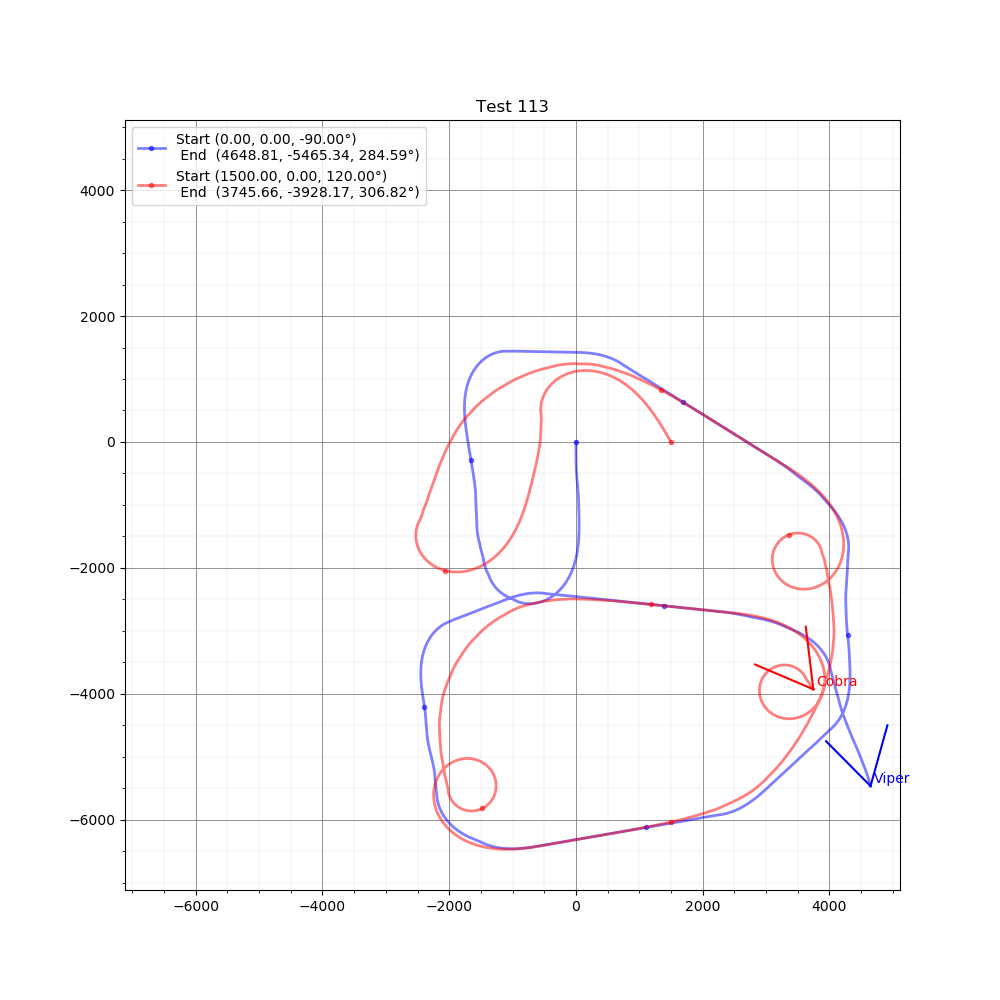 Test 113
Start (0.00, 0.00, -90.00°)
End  (4648.81, -5465.34, 284.59°)
Start (1500.00, 0.00, 120.00°)
End  (3745.66, -3928.17, 306.82°)
4000
2000
0
−2000
−4000
−6000
Cobra
Viper
−6000
−4000
−2000
0
2000
4000